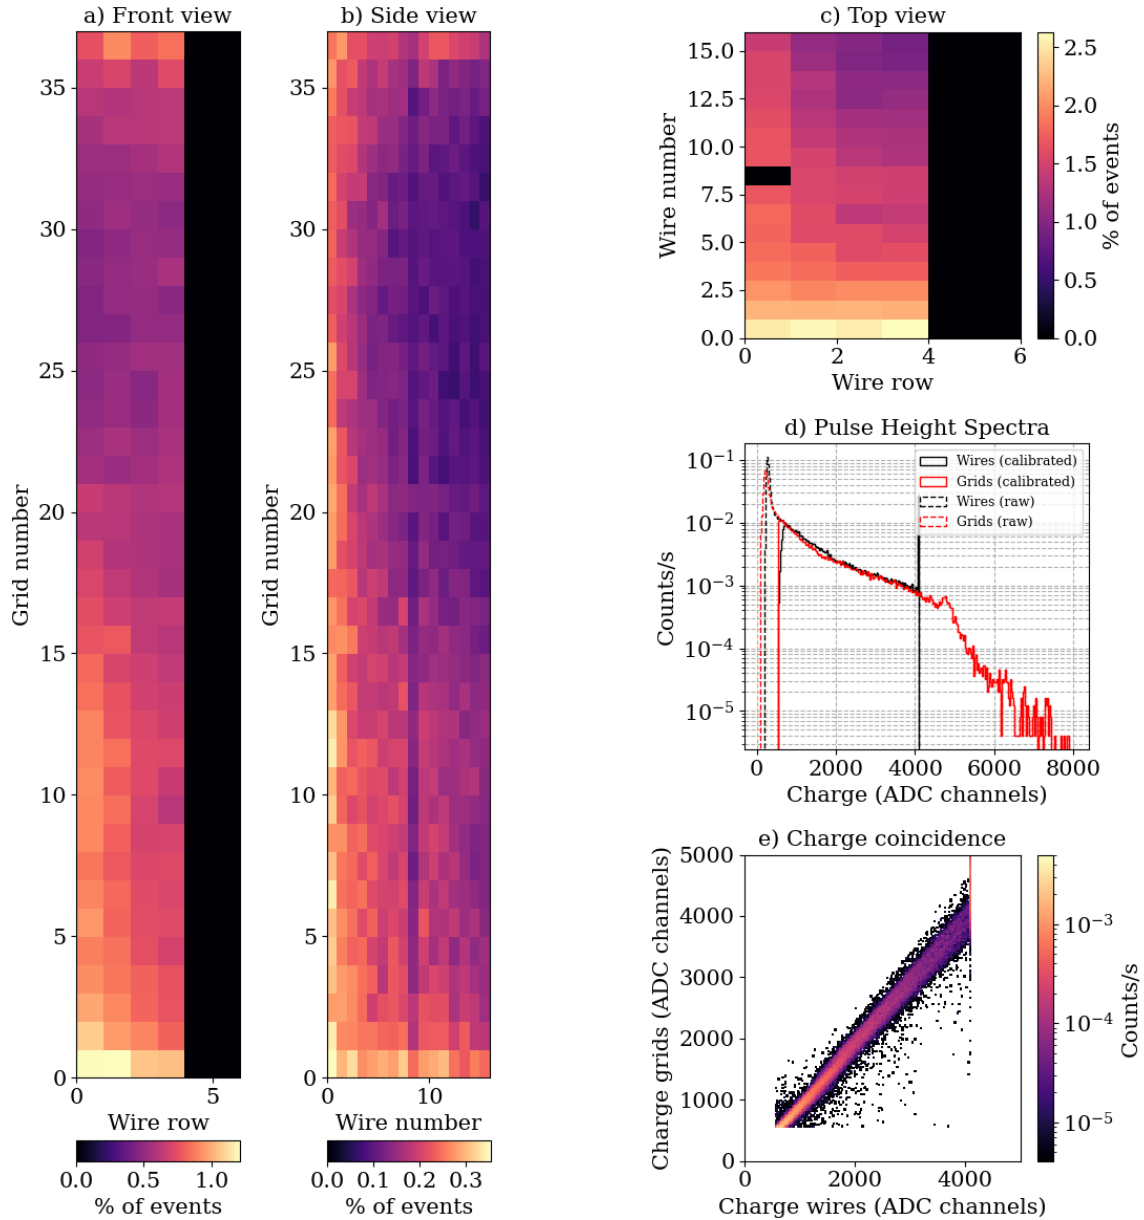 a) Front view
35
30
25
20
15
10
5
0
Grid number
0
5
Wire row
0.0
0.5
1.0
% of events
b) Side view
35
30
25
20
15
10
5
0
Grid number
0
10
Wire number
0.0
0.1
0.2
0.3
% of events
c) Top view
15.0
12.5
10.0
7.5
5.0
2.5
0.0
Wire number
0
2
4
6
Wire row
2.5
2.0
1.5
1.0
0.5
0.0
% of events
d) Pulse Height Spectra
Wires (calibrated)
Grids (calibrated)
Wires (raw)
Grids (raw)
10⁻¹
10⁻²
10⁻³
10⁻⁴
10⁻⁵
Counts/s
0
2000
4000
6000
8000
Charge (ADC channels)
e) Charge coincidence
5000
4000
3000
2000
1000
0
Charge grids (ADC channels)
0
2000
4000
Charge wires (ADC channels)
10⁻³
10⁻⁴
10⁻⁵
Counts/s